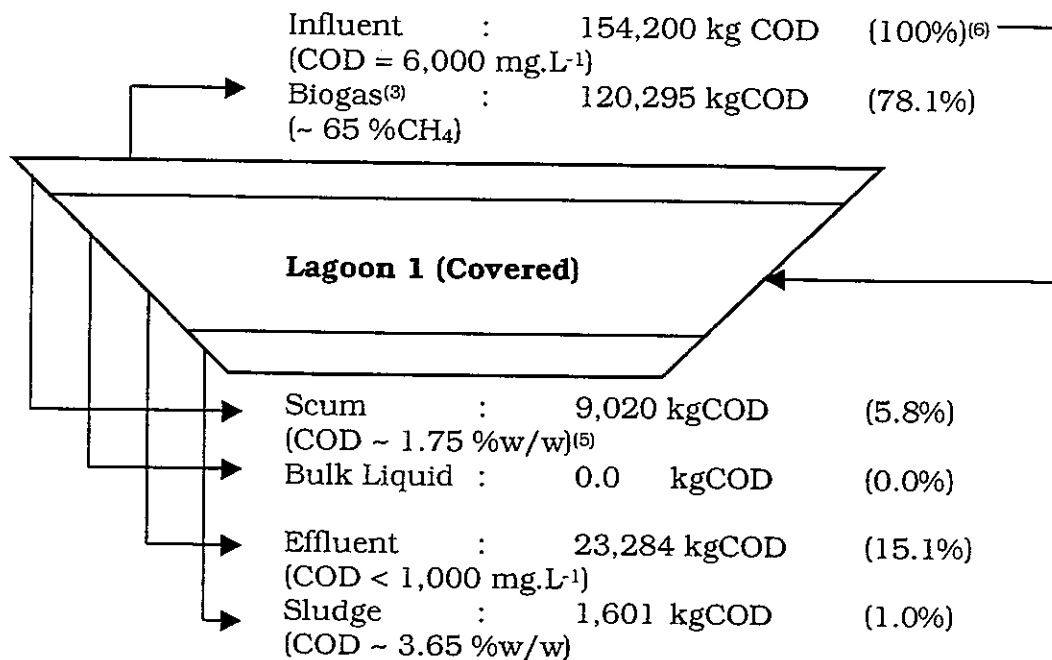 Influent : 154,200 kg COD (100%)⁽⁶⁾
(COD = 6,000 mg.L⁻¹)
Biogas⁽³⁾ : 120,295 kgCOD (78.1%)
(~ 65 %CH₄)
Lagoon 1 (Covered)
Scum : 9,020 kgCOD (5.8%)
(COD ~ 1.75 %w/w)⁽⁵⁾
Bulk Liquid : 0.0 kgCOD (0.0%)
Effluent : 23,284 kgCOD (15.1%)
(COD < 1,000 mg.L⁻¹)
Sludge : 1,601 kgCOD (1.0%)
(COD ~ 3.65 %w/w)